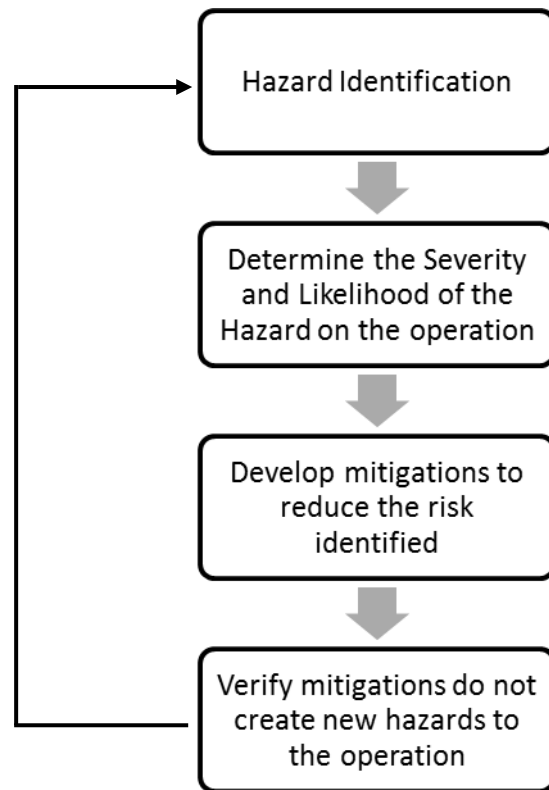 Hazard Identification
Determine the Severity
and Likelihood of the
Hazard on the operation
Develop mitigations to
reduce the risk
identified
Verify mitigations do not
create new hazards to
the operation